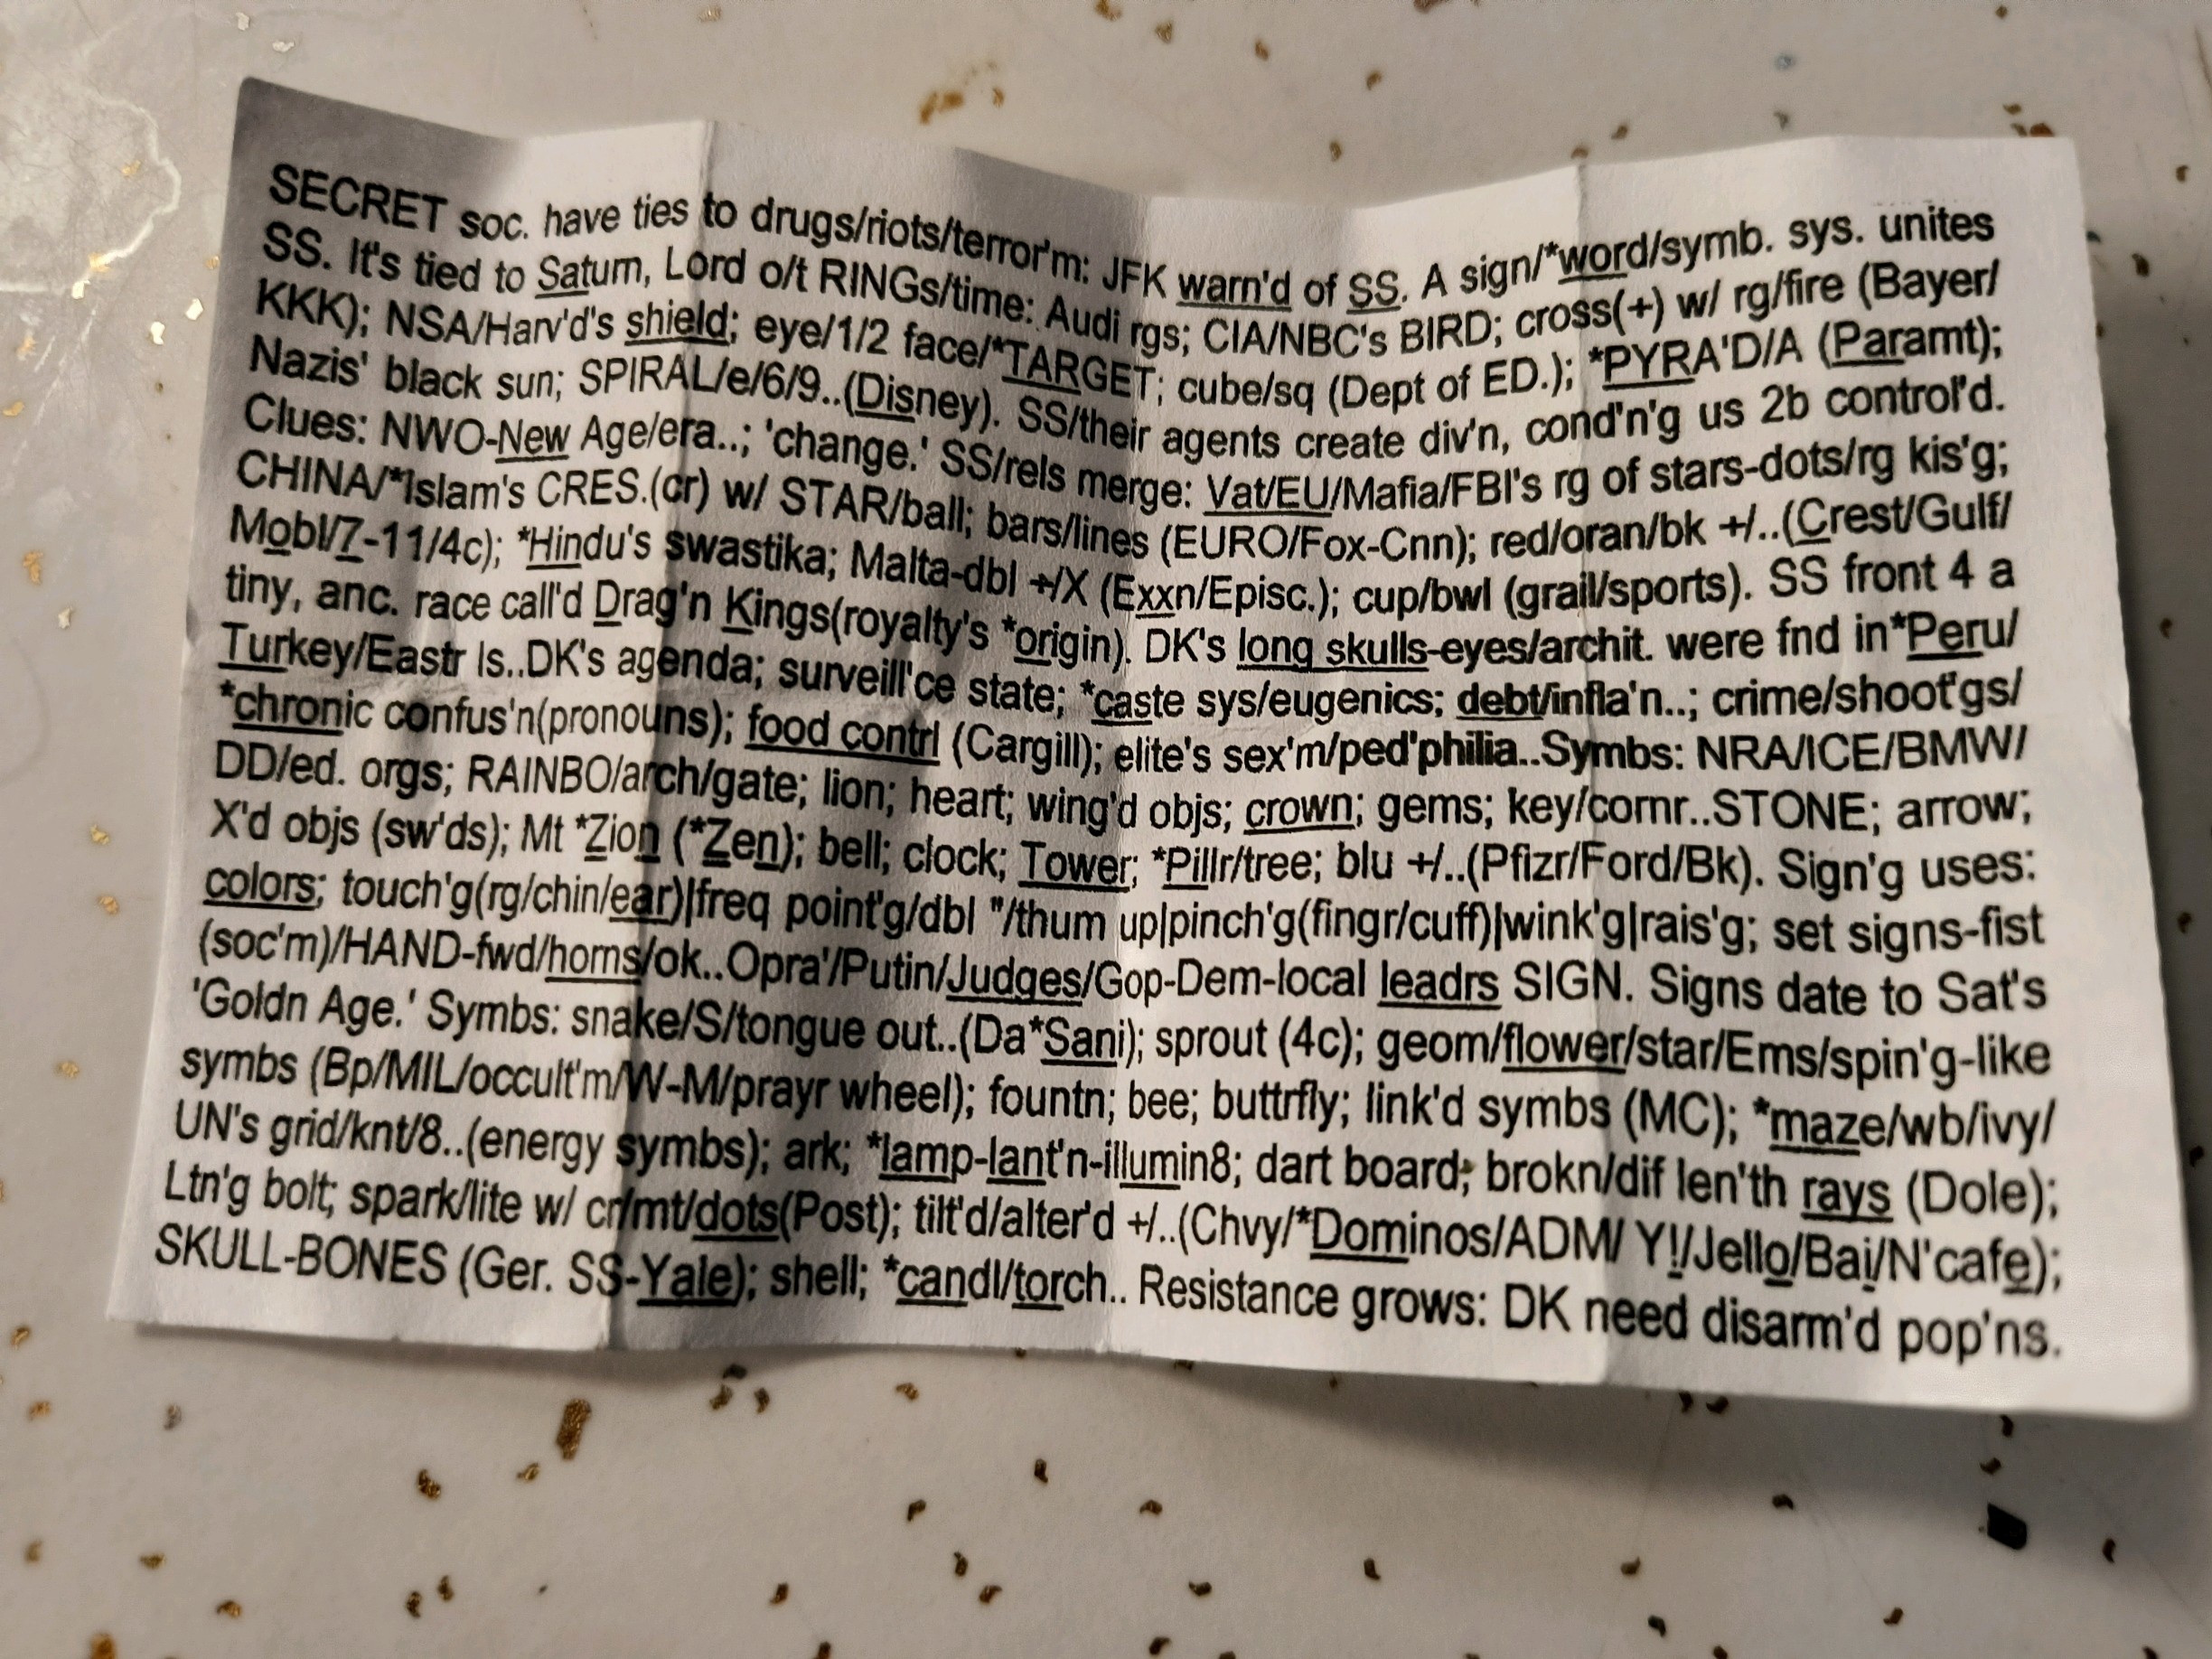 SECRET soc. have ties to drugs/riots/terror'm: JFK warn'd of SS. A sign/*word/symb. sys. unites
SS. It's tied to Saturn, Lord o/t RINGs/time: Audi rgs; CIA/NBC's BIRD; cross(+) w/ rg/fire (Bayer/
KKK); NSA/Harv'd's shield; eye/1/2 face/*TARGET; cube/sq (Dept of ED.); *PYRA'D/A (Paramt);
Nazis' black sun; SPIRAL/e/6/9..(Disney). SS/their agents create div'n, cond'n'g us 2b control'd.
Clues: NWO-New Age/era..; 'change.' SS/rels merge: Vat/EU/Mafia/FBI's rg of stars-dots/rg kis'g;
CHINA/*Islam's CRES.(cr) w/ STAR/ball; bars/lines (EURO/Fox-Cnn); red/oran/bk +/..(Crest/Gulf/
Mobl/7-11/4c); *Hindu's swastika; Malta-dbl +/X (Exxn/Episc.); cup/bwl (grail/sports). SS front 4 a
tiny, anc. race call'd Drag'n Kings(royalty's *origin). DK's long skulls-eyes/archit. were fnd in*Peru/
Turkey/Eastr Is..DK's agenda; surveill'ce state; *caste sys/eugenics; debt/infla'n..; crime/shoot'gs/
*chronic confus'n(pronouns); food contrl (Cargill); elite's sex'm/ped'philia..Symbs: NRA/ICE/BMW/
DD/ed. orgs; RAINBO/arch/gate; lion; heart; wing'd objs; crown; gems; key/cornr..STONE; arrow;
X'd objs (sw'ds); Mt *Zion (*Zen); bell; clock; Tower; *Pillr/tree; blu +/..(Pfizr/Ford/Bk). Sign'g uses:
colors; touch'g(rg/chin/ear)|freq point'g/dbl "/thum up|pinch'g(fingr/cuff)|wink'g|rais'g; set signs-fist
(soc'm)/HAND-fwd/horns/ok..Opra'/Putin/Judges/Gop-Dem-local leadrs SIGN. Signs date to Sat's
'Goldn Age.' Symbs: snake/S/tongue out..(Da*Sani); sprout (4c); geom/flower/star/Ems/spin'g-like
symbs (Bp/MIL/occult'm/W-M/prayr wheel); fountn; bee; buttrfly; link'd symbs (MC); *maze/wb/ivy/
UN's grid/knt/8..(energy symbs); ark; *lamp-lant'n-illumin8; dart board; brokn/dif len'th rays (Dole);
Ltn'g bolt; spark/lite w/ cr/mt/dots(Post); tilt'd/alter'd +/..(Chvy/*Dominos/ADM/ Y!/Jello/Bai/N'cafe);
SKULL-BONES (Ger. SS-Yale); shell; *candl/torch.. Resistance grows: DK need disarm'd pop'ns.